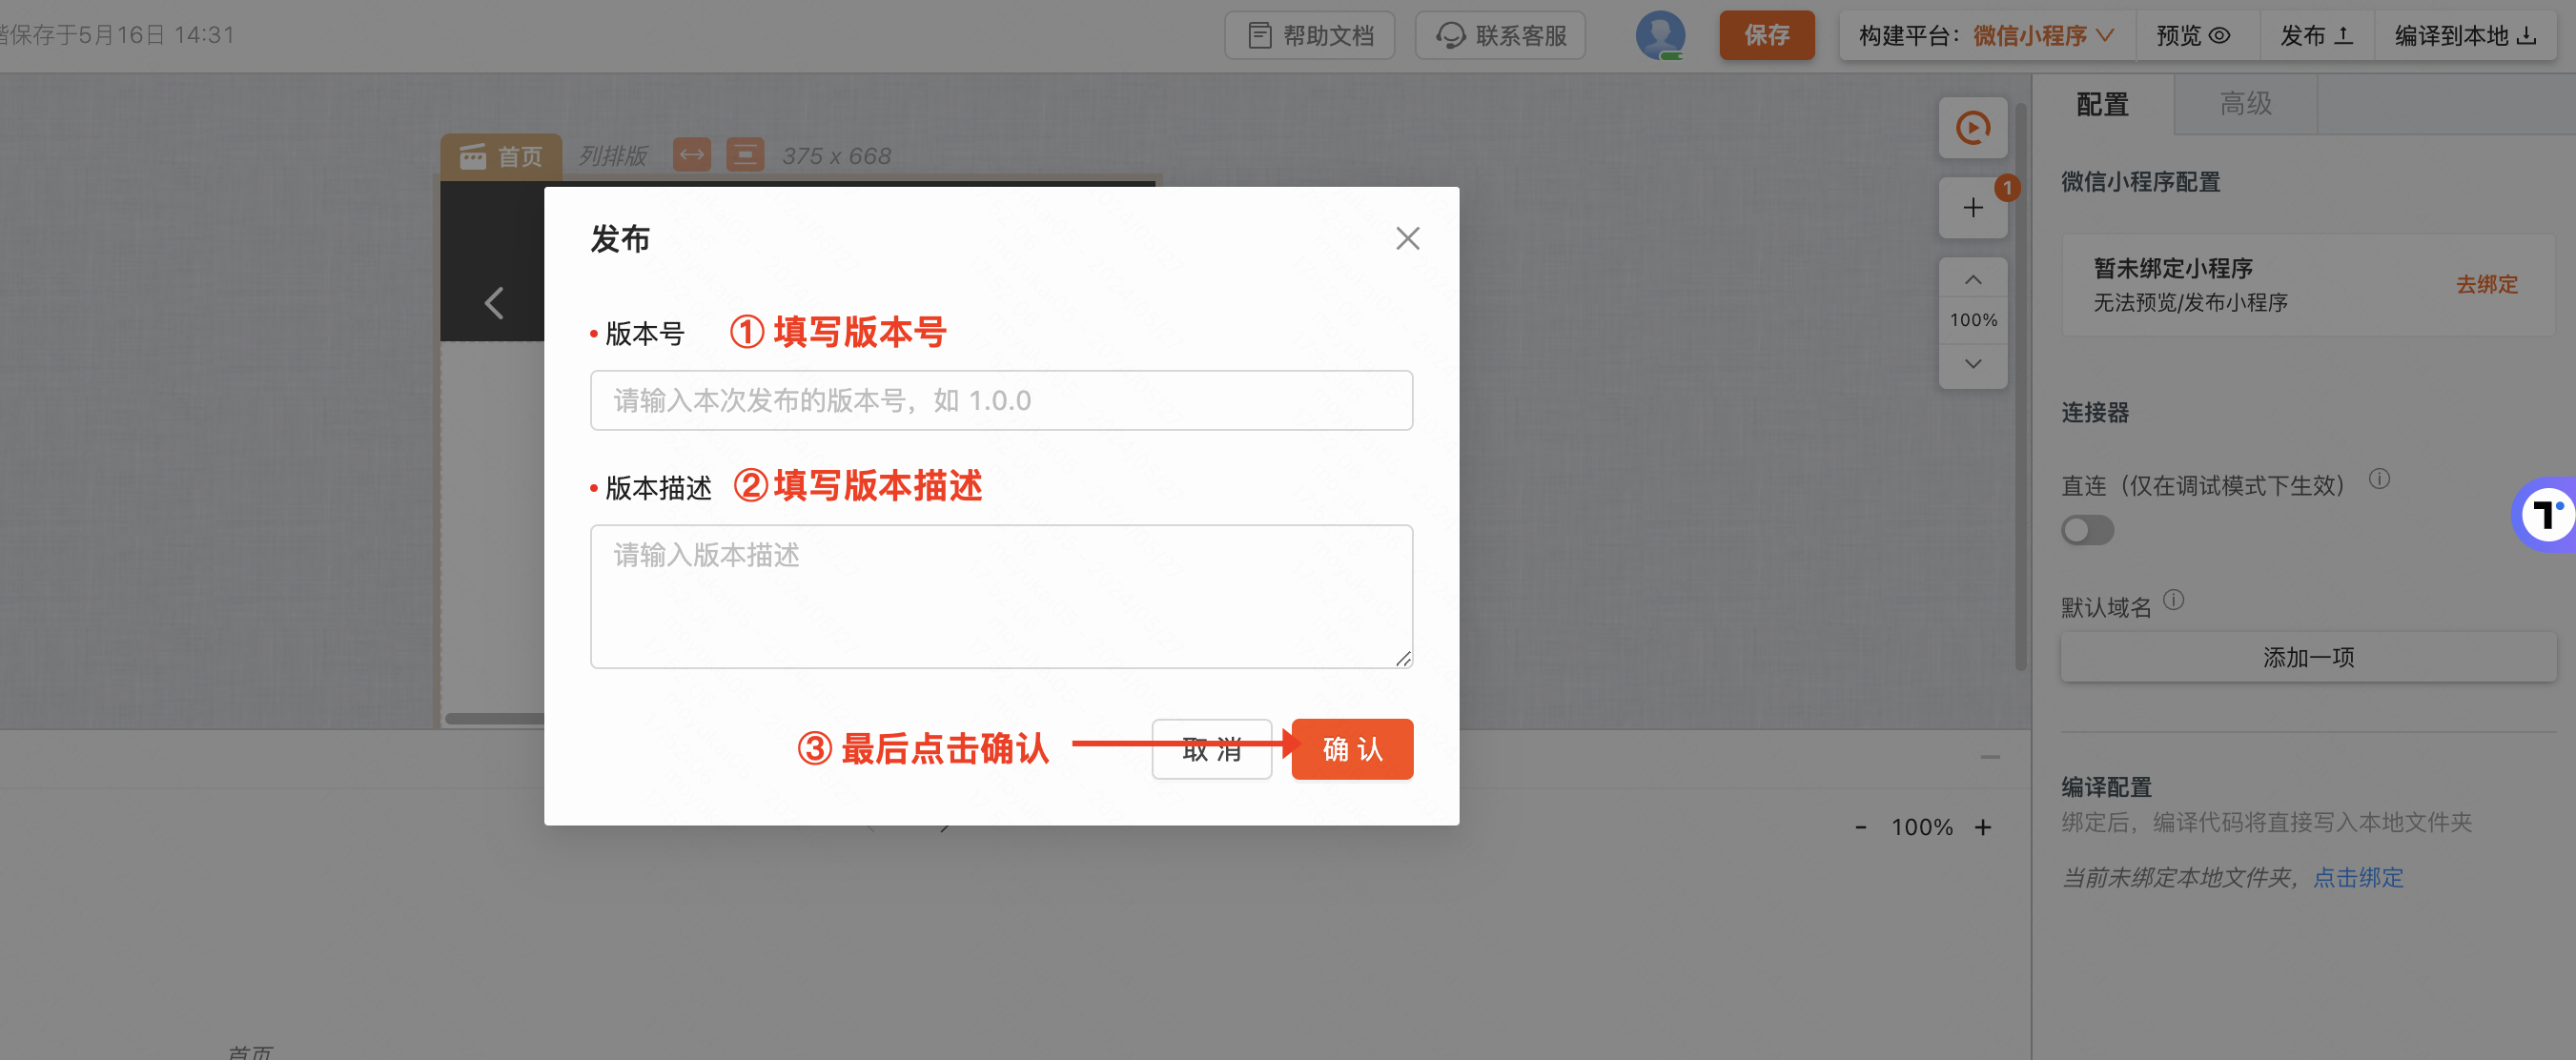 保存于5月16日 14:31
帮助文档
联系客服
保存
构建平台：微信小程序
预览
发布
编译到本地
配置
高级
首页
列排版
375 x 668
微信小程序配置
1
暂未绑定小程序
无法预览/发布小程序
去绑定
100%
发布
版本号
① 填写版本号
请输入本次发布的版本号，如 1.0.0
版本描述
②填写版本描述
请输入版本描述
③ 最后点击确认
取 消
确 认
连接器
直连（仅在调试模式下生效）
默认域名
添加一项
- 100% +
编译配置
绑定后，编译代码将直接写入本地文件夹
当前未绑定本地文件夹，点击绑定
首页